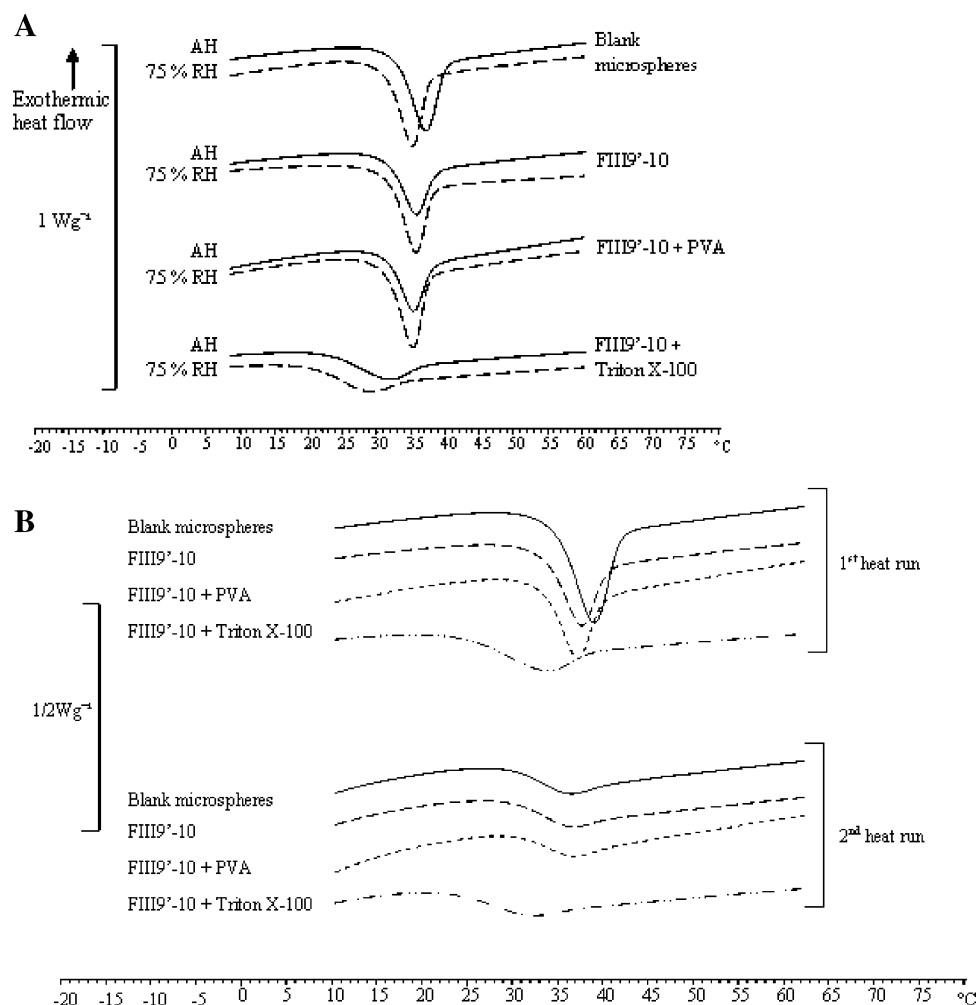 A
Exothermic
heat flow
1 Wg⁻¹
AH
75 % RH
Blank
microspheres
AH
75 % RH
FIII9’-10
AH
75 % RH
FIII9’-10 + PVA
AH
75 % RH
FIII9’-10 +
Triton X-100
-20 -15 -10 -5 0 5 10 15 20 25 30 35 40 45 50 55 60 65 70 75 °C
B
Blank microspheres
FIII9’-10
FIII9’-10 + PVA
FIII9’-10 + Triton X-100
1ˢᵗ heat run
1/2Wg⁻¹
Blank microspheres
FIII9’-10
FIII9’-10 + PVA
FIII9’-10 + Triton X-100
2ⁿᵈ heat run
-20 -15 -10 -5 0 5 10 15 20 25 30 35 40 45 50 55 60 65 70 75 °C